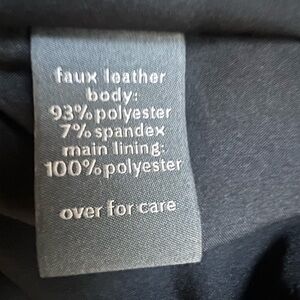 faux leather
body:
93% polyester
7% spandex
main lining:
100% polyester
over for care